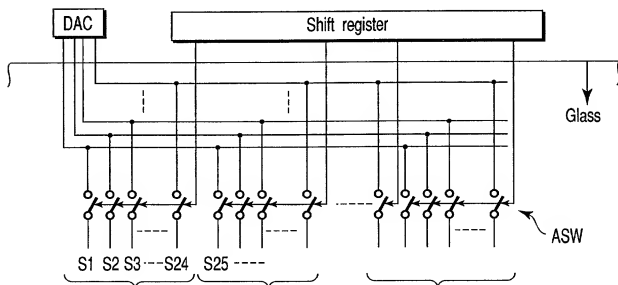 DAC
Shift register
Glass
ASW
S1 S2 S3 ---- S24 S25 -----